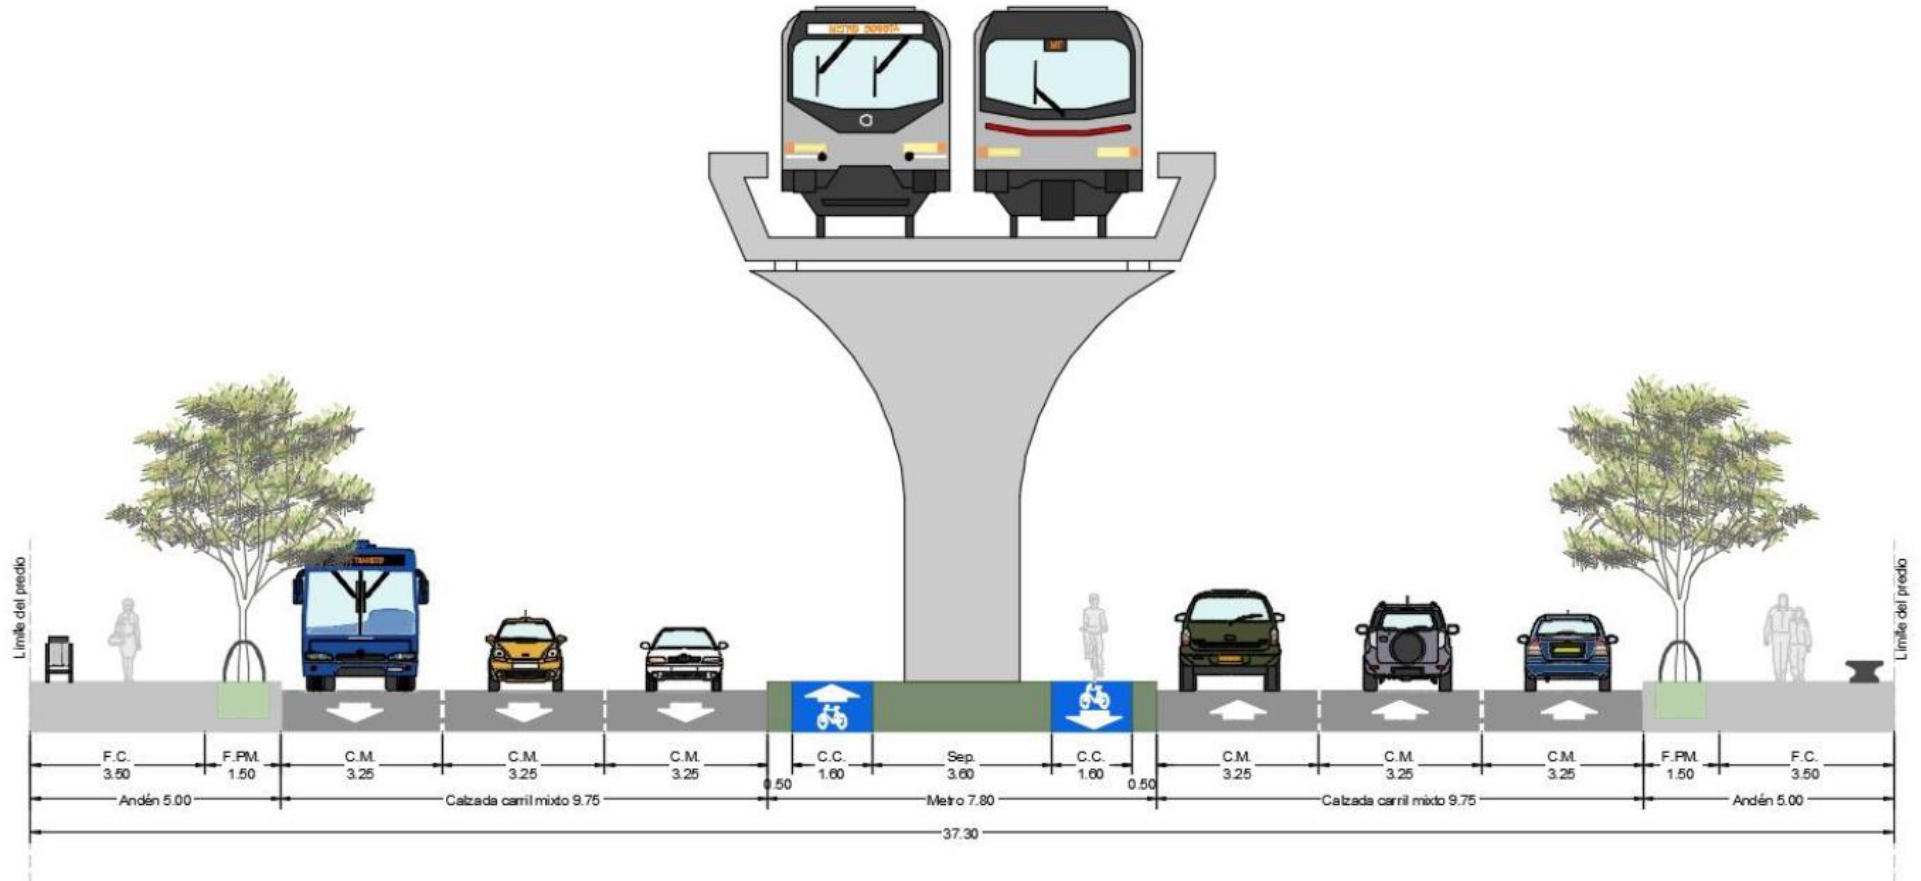 Límite del predio
Límite del predio
F.C. F.PM. C.M. C.M. C.M. C.C. Sep. C.C. C.M. C.M. C.M. F.PM. F.C.
3.50 1.50 3.25 3.25 3.25 0.50 1.60 3.60 1.60 0.50 3.25 3.25 3.25 1.50 3.50
Andén 5.00 Calzada carril mixto 9.75 Metro 7.80 Calzada carril mixto 9.75 Andén 5.00
37.30